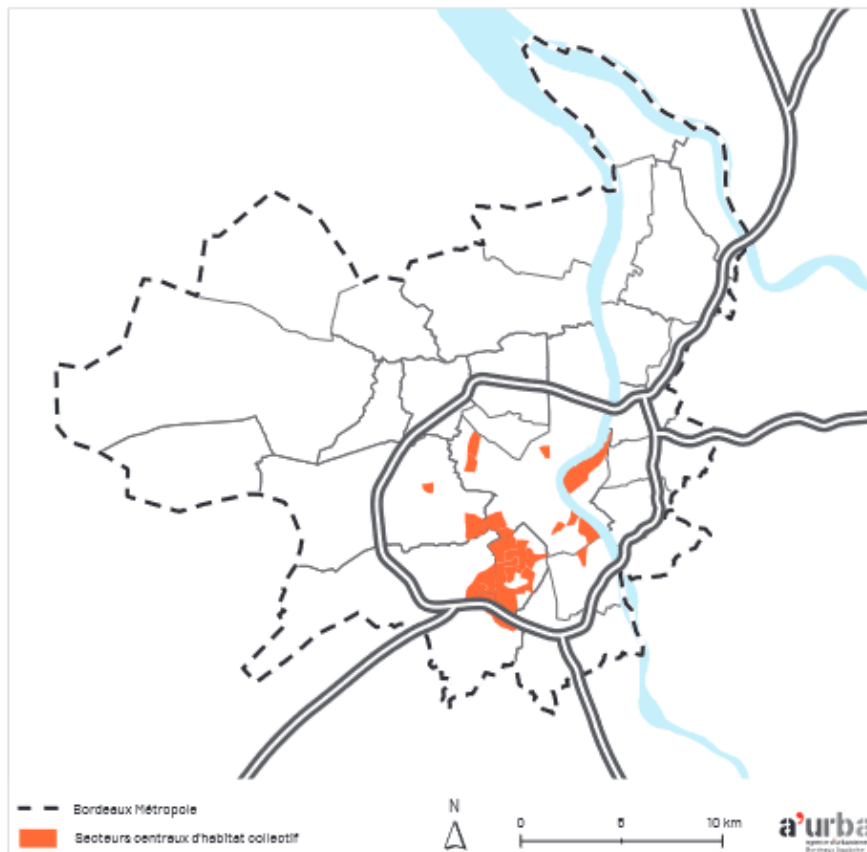 Bordeaux Métropole
Secteurs centraux d'habitat collectif
N
0 5 10 km
a'urba